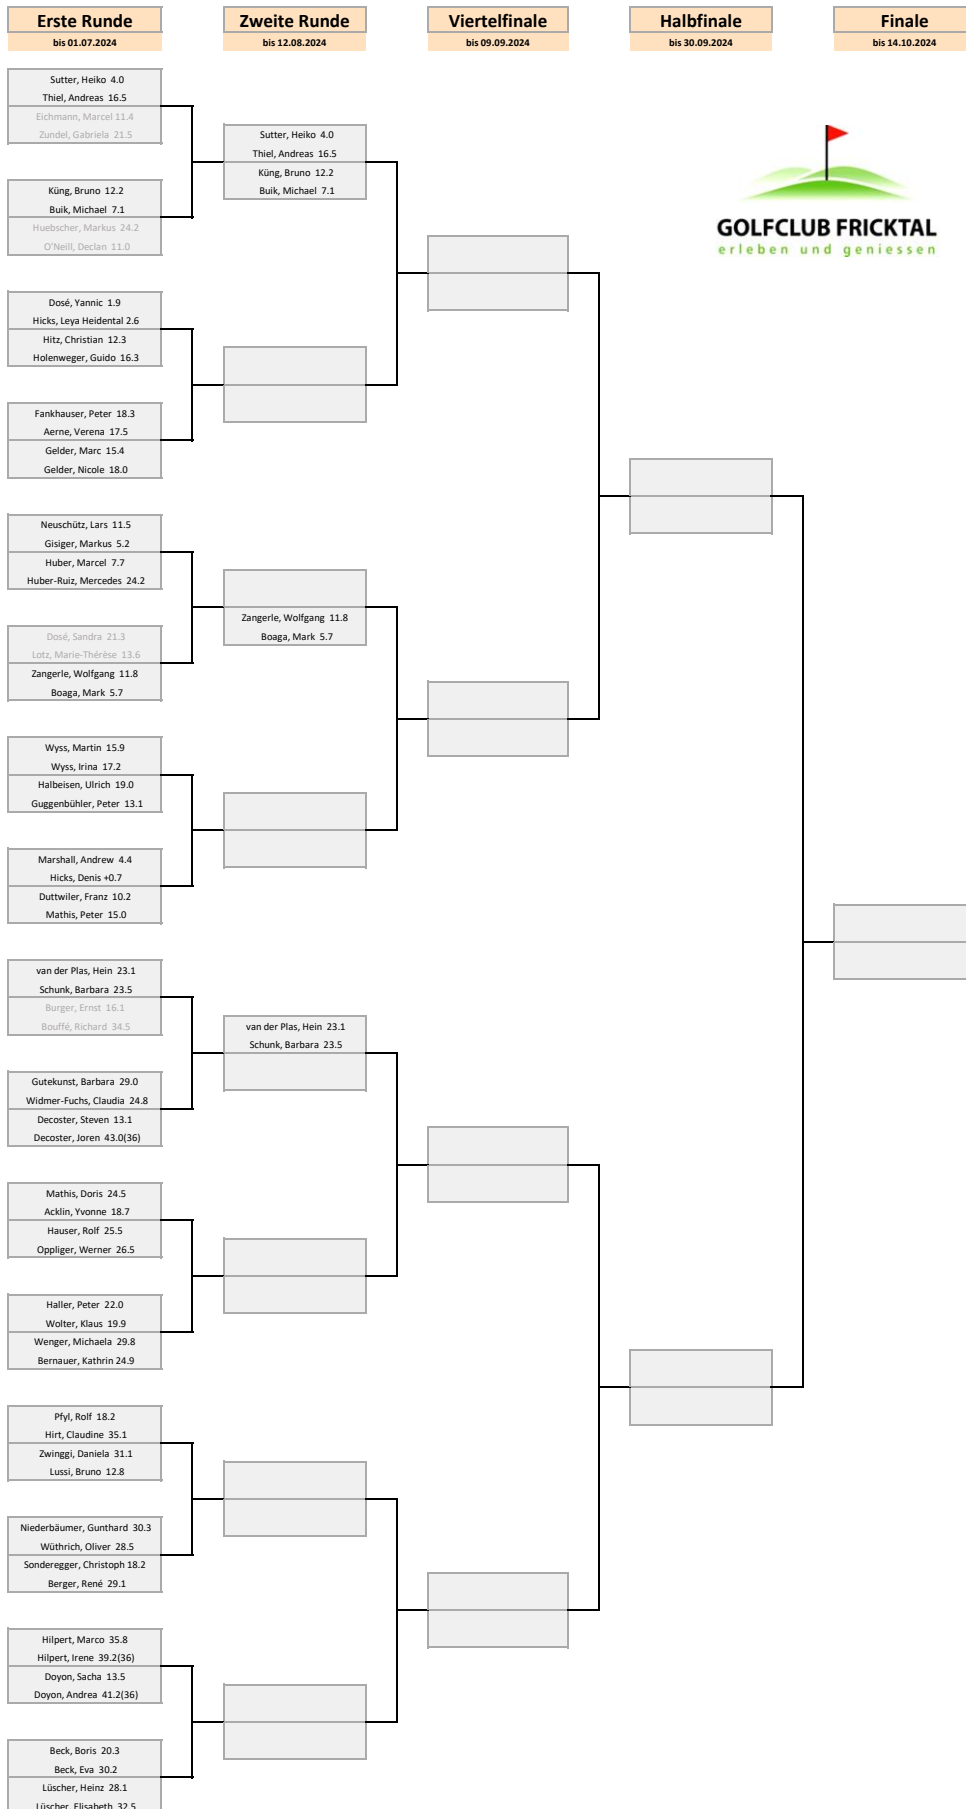 Erste Runde
bis 01.07.2024
Zweite Runde
bis 12.08.2024
Viertelfinale
bis 09.09.2024
Halbfinale
bis 30.09.2024
Finale
bis 14.10.2024
Sutter, Heiko 4.0
Thiel, Andreas 16.5
Eichmann, Marcel 11.4
Zundel, Gabriela 21.5
Küng, Bruno 12.2
Buik, Michael 7.1
Huebscher, Markus 24.2
O'Neill, Declan 11.0
Dosé, Yannic 1.9
Hicks, Leya Heidental 2.6
Hitz, Christian 12.3
Holenweger, Guido 16.3
Fankhauser, Peter 18.3
Aerne, Verena 17.5
Gelder, Marc 15.4
Gelder, Nicole 18.0
Neuschütz, Lars 11.5
Gisiger, Markus 5.2
Huber, Marcel 7.7
Huber-Ruiz, Mercedes 24.2
Dosé, Sandra 21.3
Lotz, Marie-Thérèse 13.6
Zangerle, Wolfgang 11.8
Boaga, Mark 5.7
Wyss, Martin 15.9
Wyss, Irina 17.2
Halbeisen, Ulrich 19.0
Guggenbühler, Peter 13.1
Marshall, Andrew 4.4
Hicks, Denis +0.7
Duttwiler, Franz 10.2
Mathis, Peter 15.0
van der Plas, Hein 23.1
Schunk, Barbara 23.5
Burger, Ernst 16.1
Bouffé, Richard 34.5
Gutekunst, Barbara 29.0
Widmer-Fuchs, Claudia 24.8
Decoster, Steven 13.1
Decoster, Joren 43.0(36)
Mathis, Doris 24.5
Acklin, Yvonne 18.7
Hauser, Rolf 25.5
Oppliger, Werner 26.5
Haller, Peter 22.0
Wolter, Klaus 19.9
Wenger, Michaela 29.8
Bernauer, Kathrin 24.9
Pfyl, Rolf 18.2
Hirt, Claudine 35.1
Zwinggi, Daniela 31.1
Lussi, Bruno 12.8
Niederbäumer, Gunthard 30.3
Wüthrich, Oliver 28.5
Sonderegger, Christoph 18.2
Berger, René 29.1
Hilpert, Marco 35.8
Hilpert, Irene 39.2(36)
Doyon, Sacha 13.5
Doyon, Andrea 41.2(36)
Beck, Boris 20.3
Beck, Eva 30.2
Lüscher, Heinz 28.1
Lüscher, Elisabeth 32.5
Sutter, Heiko 4.0
Thiel, Andreas 16.5
Küng, Bruno 12.2
Buik, Michael 7.1
Zangerle, Wolfgang 11.8
Boaga, Mark 5.7
van der Plas, Hein 23.1
Schunk, Barbara 23.5
GOLFCLUB FRICKTAL
erleben und geniessen